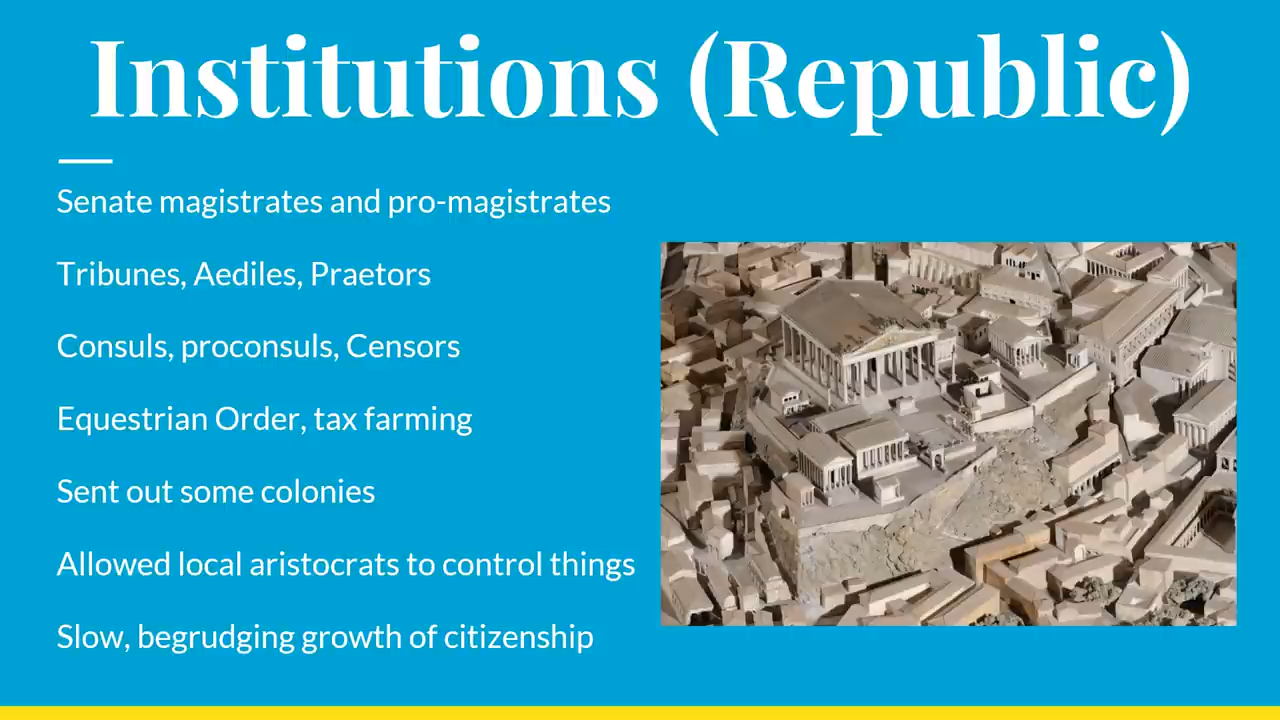 Institutions (Republic)
Senate magistrates and pro-magistrates
Tribunes, Aediles, Praetors
Consuls, proconsuls, Censors
Equestrian Order, tax farming
Sent out some colonies
Allowed local aristocrats to control things
Slow, begrudging growth of citizenship